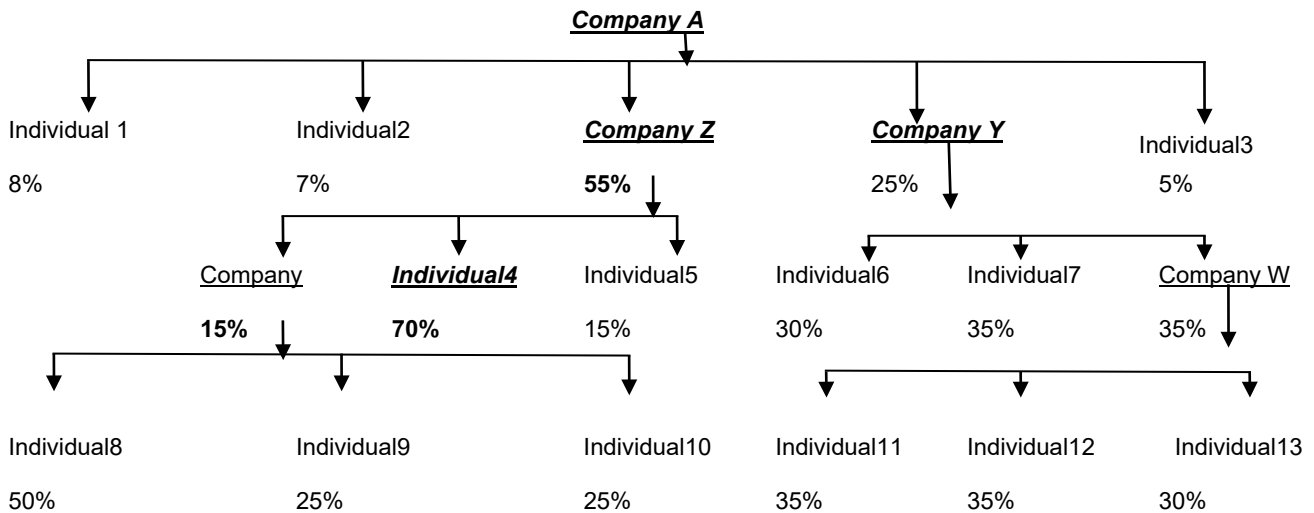 Company A
Individual 1 Individual2 Company Z Company Y Individual3
8% 7% 55% 25% 5%
Company Individual4 Individual5 Individual6 Individual7 Company W
15% 70% 15% 30% 35% 35%
Individual8 Individual9 Individual10 Individual11 Individual12 Individual13
50% 25% 25% 35% 35% 30%